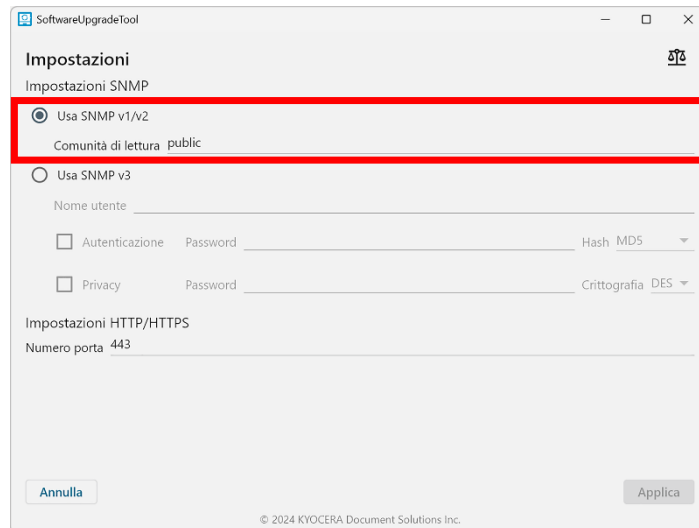 SoftwareUpgradeTool
Impostazioni
Impostazioni SNMP
Usa SNMP v1/v2
Comunità di lettura public
Usa SNMP v3
Nome utente
Autenticazione Password Hash MD5
Privacy Password Crittografia DES
Impostazioni HTTP/HTTPS
Numero porta 443
Annulla Applica
© 2024 KYOCERA Document Solutions Inc.